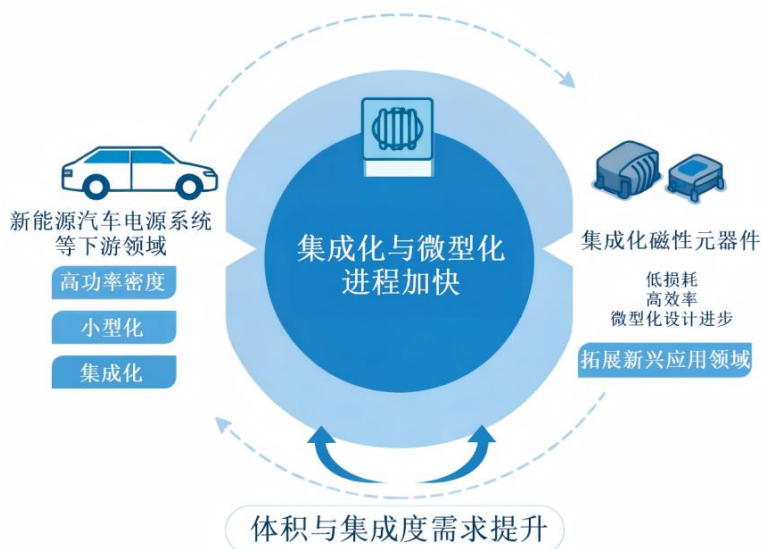 新能源汽车电源系统
等下游领域
高功率密度
小型化
集成化
集成化与微型化
进程加快
集成化磁性元器件
低损耗
高效率
微型化设计进步
拓展新兴应用领域
体积与集成度需求提升